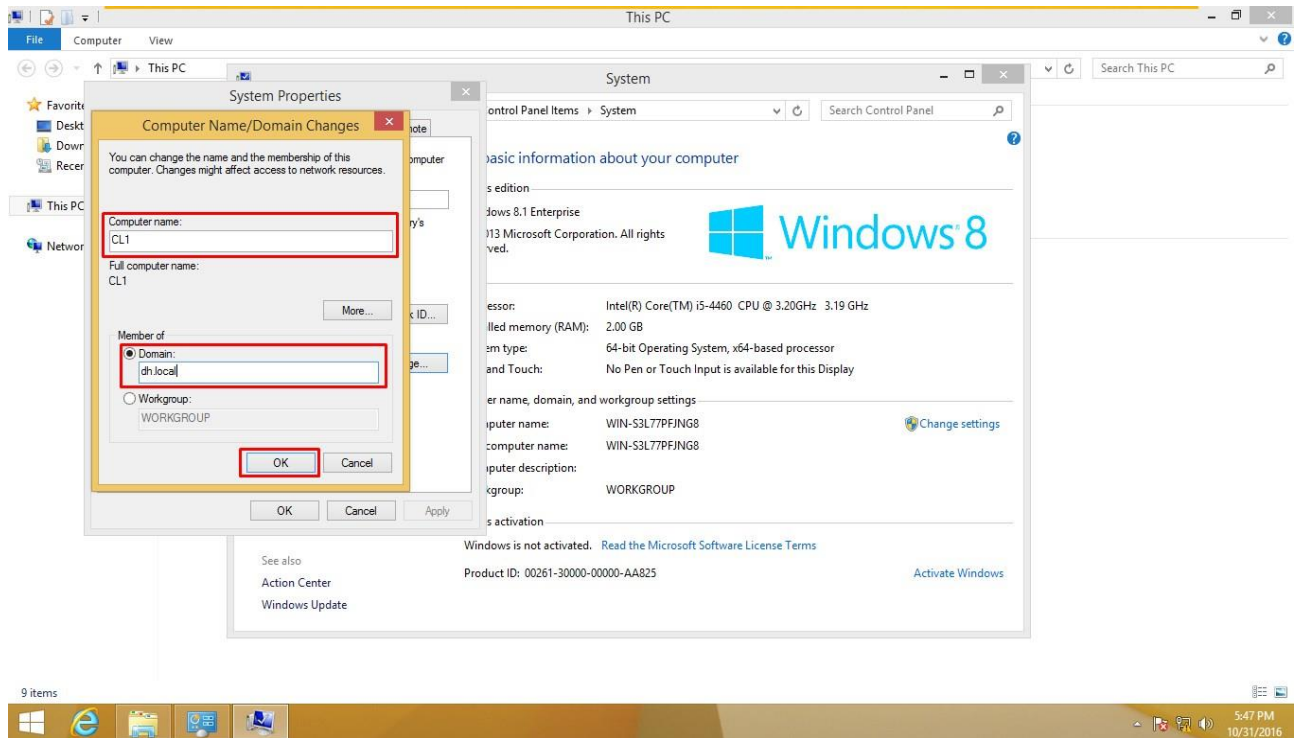 This PC
File Computer View
This PC
Search This PC
Favorite
Deskt
Down
Recer
This PC
Networ
System
ontrol Panel Items System
Search Control Panel
basic information about your computer
s edition
dows 8.1 Enterprise
013 Microsoft Corporation. All rights
ved.
Windows 8
essor: Intel(R) Core(TM) i5-4460 CPU @ 3.20GHz 3.19 GHz
lled memory (RAM): 2.00 GB
em type: 64-bit Operating System, x64-based processor
and Touch: No Pen or Touch Input is available for this Display
er name, domain, and workgroup settings
puter name: WIN-S3L77PFJNG8
Change settings
computer name: WIN-S3L77PFJNG8
puter description:
kgroup: WORKGROUP
s activation
Windows is not activated. Read the Microsoft Software License Terms
Product ID: 00261-30000-00000-AA825
Activate Windows
See also
Action Center
Windows Update
System Properties
note
omputer
ry's
k ID...
ge...
OK Cancel Apply
Computer Name/Domain Changes
You can change the name and the membership of this
computer. Changes might affect access to network resources.
Computer name:
CL1
Full computer name:
CL1
More...
Member of
Domain:
dh.local
Workgroup:
WORKGROUP
OK Cancel
9 items
5:47 PM
10/31/2016